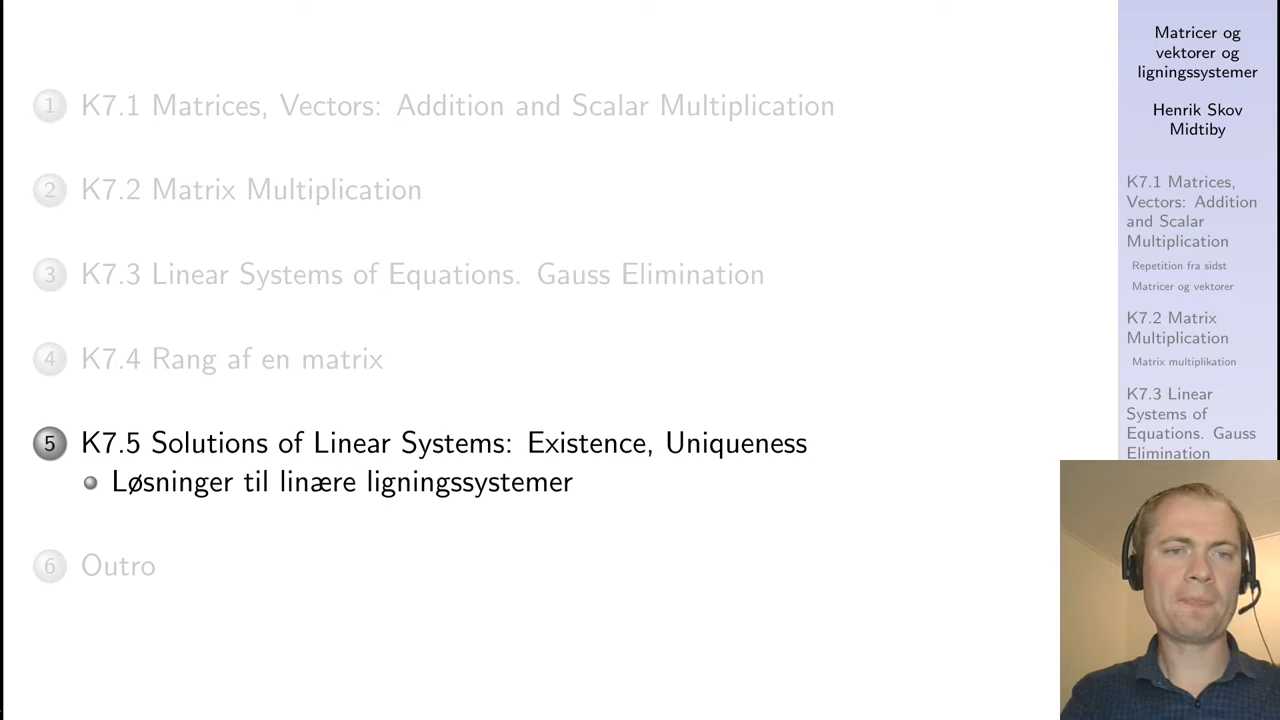 1 K7.1 Matrices, Vectors: Addition and Scalar Multiplication
2 K7.2 Matrix Multiplication
3 K7.3 Linear Systems of Equations. Gauss Elimination
4 K7.4 Rang af en matrix
5 K7.5 Solutions of Linear Systems: Existence, Uniqueness
Løsninger til linære ligningssystemer
6 Outro
Matricer og
vektorer og
ligningssystemer
Henrik Skov
Midtiby
K7.1 Matrices,
Vectors: Addition
and Scalar
Multiplication
Repetition fra sidst
Matricer og vektorer
K7.2 Matrix
Multiplication
Matrix multiplikation
K7.3 Linear
Systems of
Equations. Gauss
Elimination